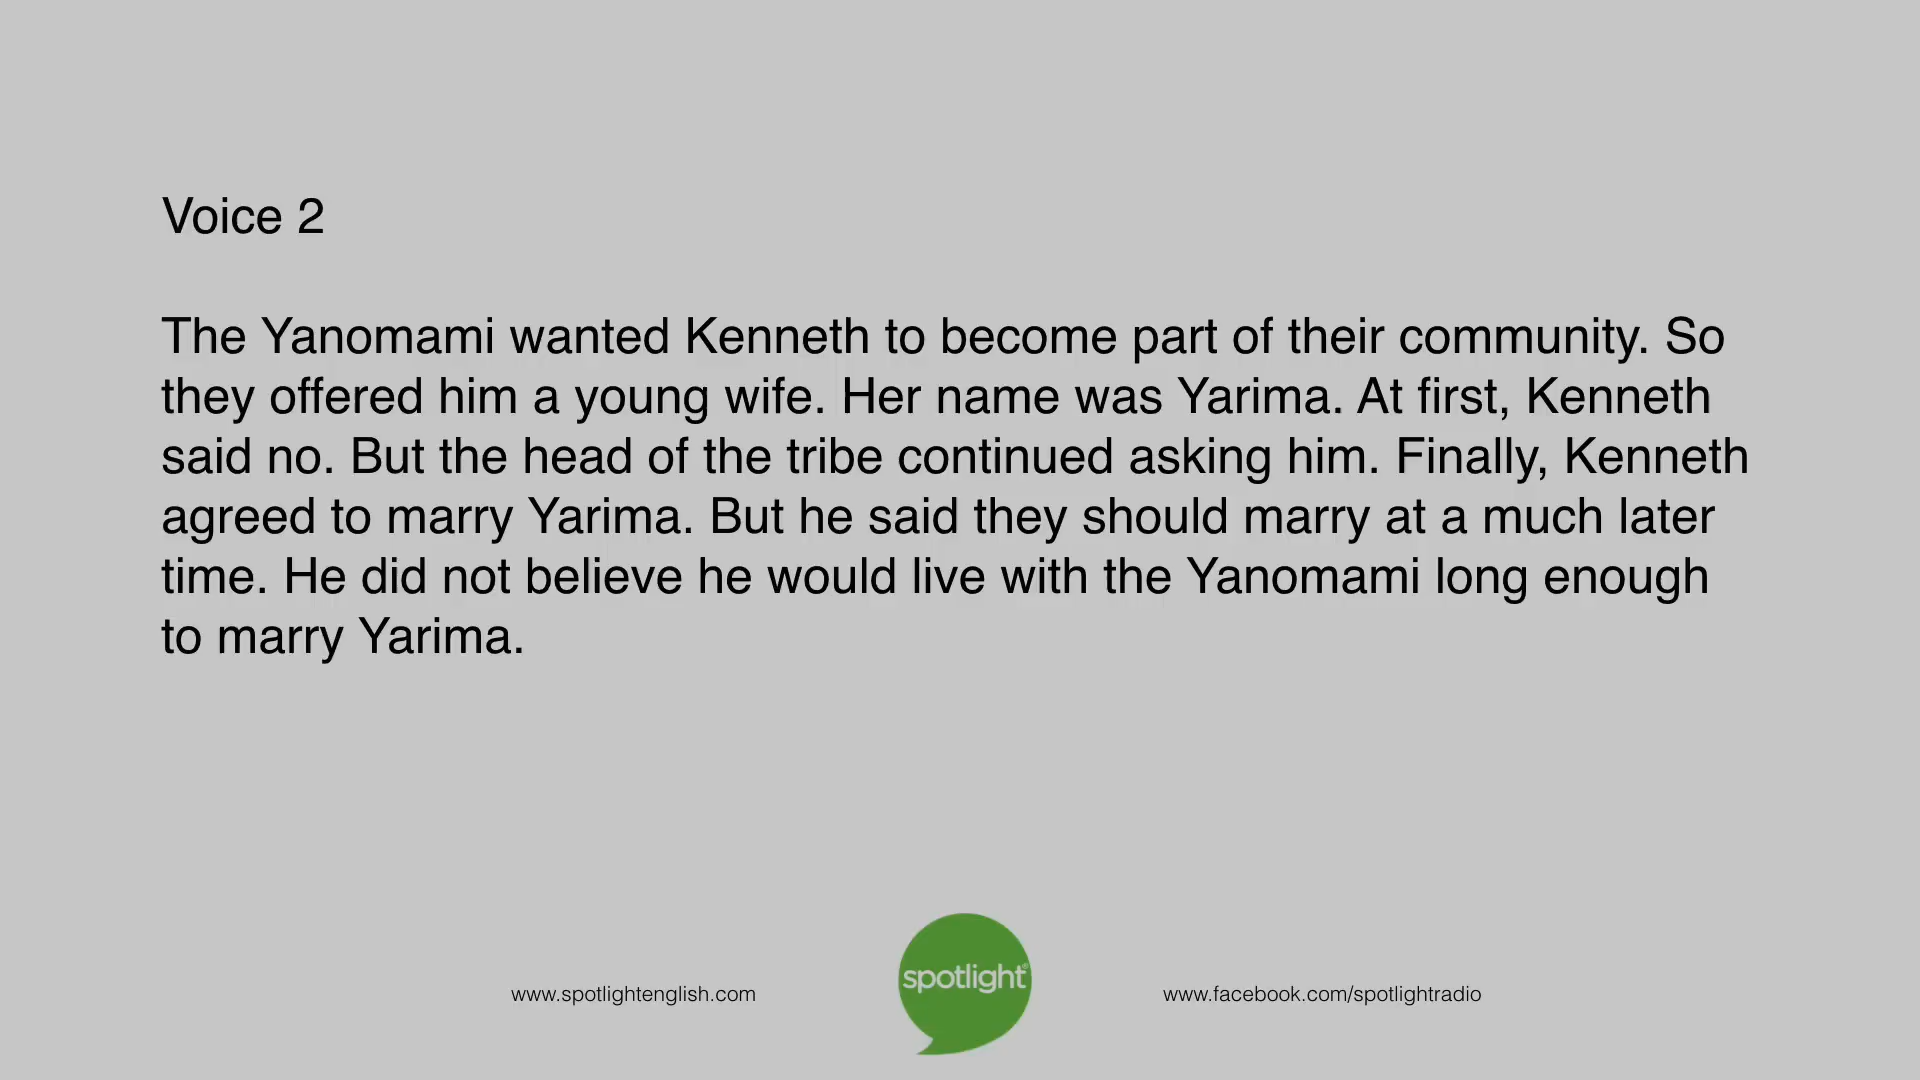 Voice 2
The Yanomami wanted Kenneth to become part of their community. So
they offered him a young wife. Her name was Yarima. At first, Kenneth
said no. But the head of the tribe continued asking him. Finally, Kenneth
agreed to marry Yarima. But he said they should marry at a much later
time. He did not believe he would live with the Yanomami long enough
to marry Yarima.
www.spotlightenglish.com
spotlight®
www.facebook.com/spotlightradio